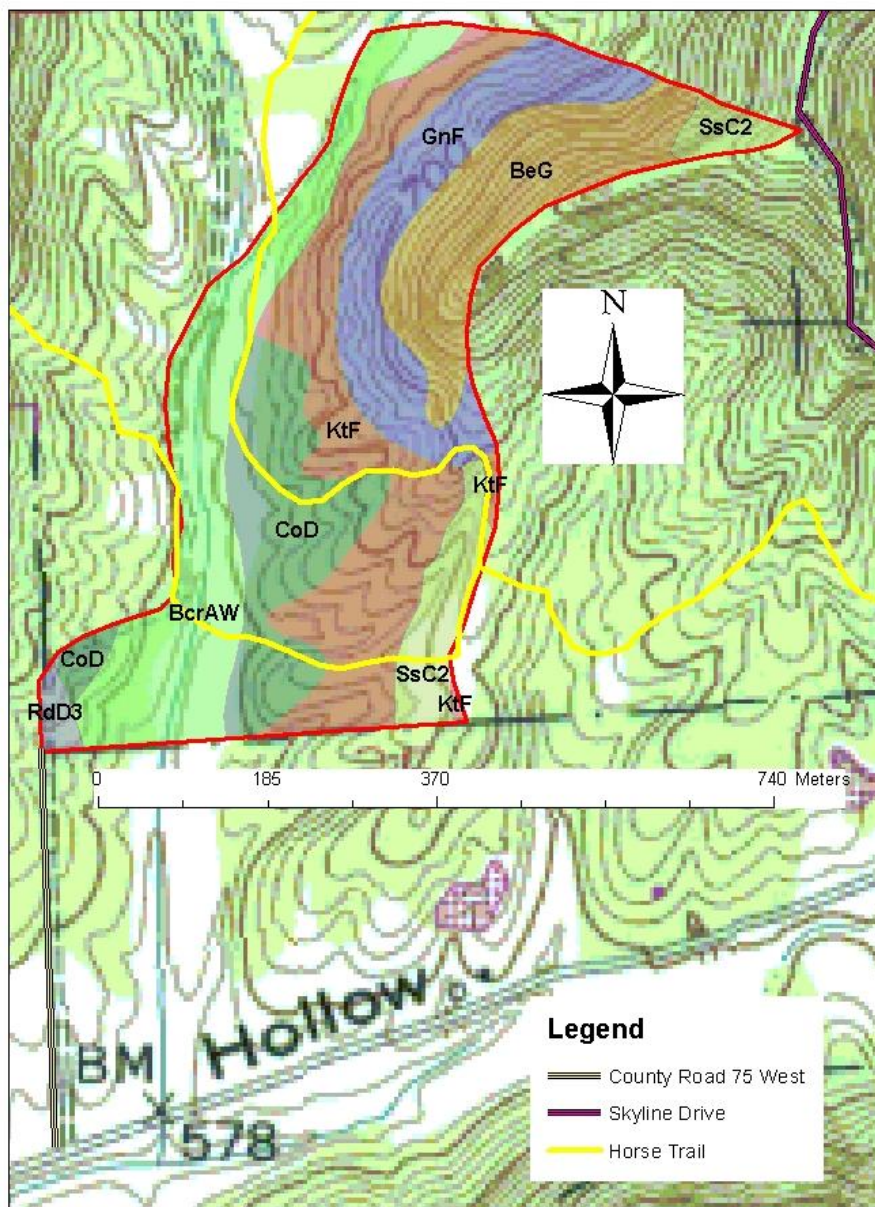 SsC2
GnF
BeG
N
KtF
KtF
CoD
BcrAW
CoD
SsC2
RdD3
KtF
0 185 370 740 Meters
Hollow
BM
578
Legend
County Road 75 West
Skyline Drive
Horse Trail